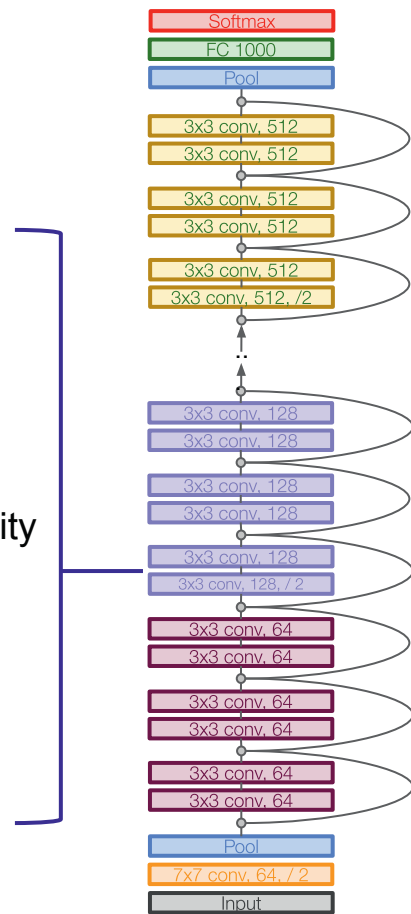 Softmax
FC 1000
Pool
3x3 conv, 512
3x3 conv, 512
3x3 conv, 512
3x3 conv, 512
3x3 conv, 512
3x3 conv, 512, /2
..
3x3 conv, 128
3x3 conv, 128
3x3 conv, 128
3x3 conv, 128
ity
3x3 conv, 128
3x3 conv, 128, / 2
3x3 conv, 64
3x3 conv, 64
3x3 conv, 64
3x3 conv, 64
3x3 conv, 64
3x3 conv, 64
Pool
7x7 conv, 64, / 2
Input